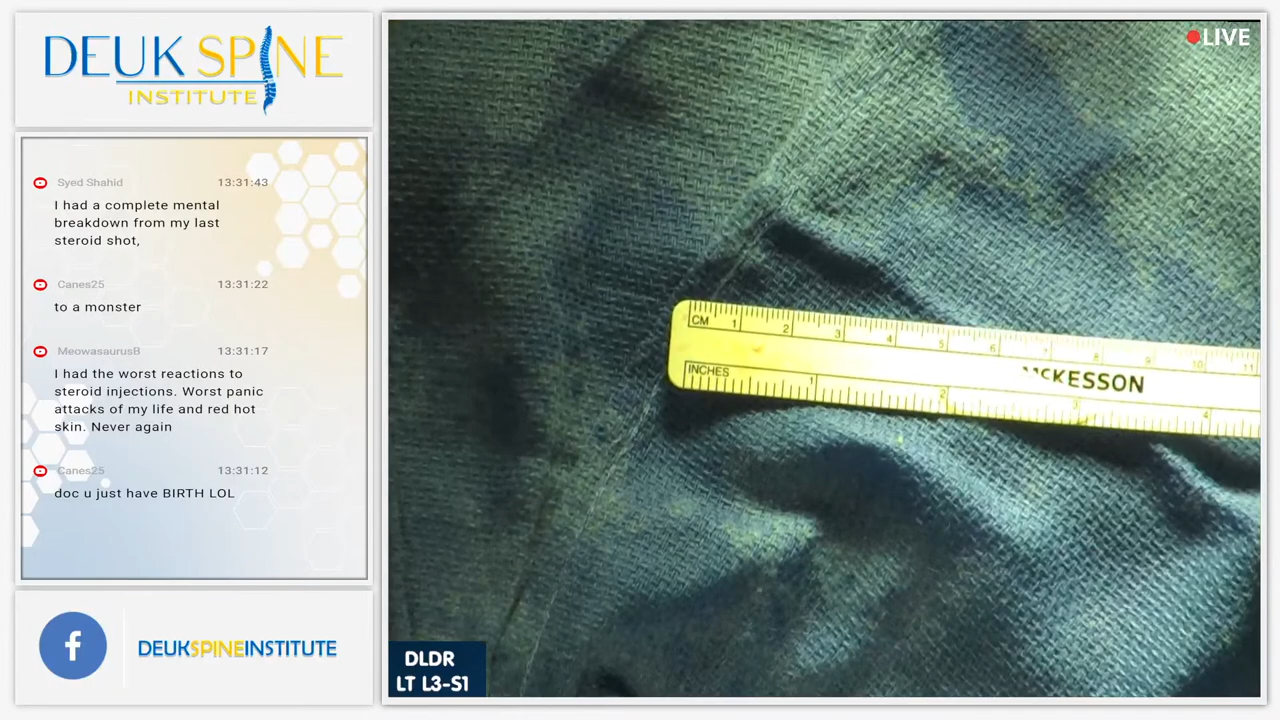 DEUK SPINE
INSTITUTE
Syed Shahid 13:31:43
I had a complete mental
breakdown from my last
steroid shot,
Canes25 13:31:22
to a monster
MeowasaurusB 13:31:17
I had the worst reactions to
steroid injections. Worst panic
attacks of my life and red hot
skin. Never again
Canes25 13:31:12
doc u just have BIRTH LOL
f DEUKSPINEINSTITUTE
LIVE
CM 1 2 3 4 5 6 7 8 9 10 11
MCKESSON
INCHES 1 2 3 4
DLDR
LT L3-S1